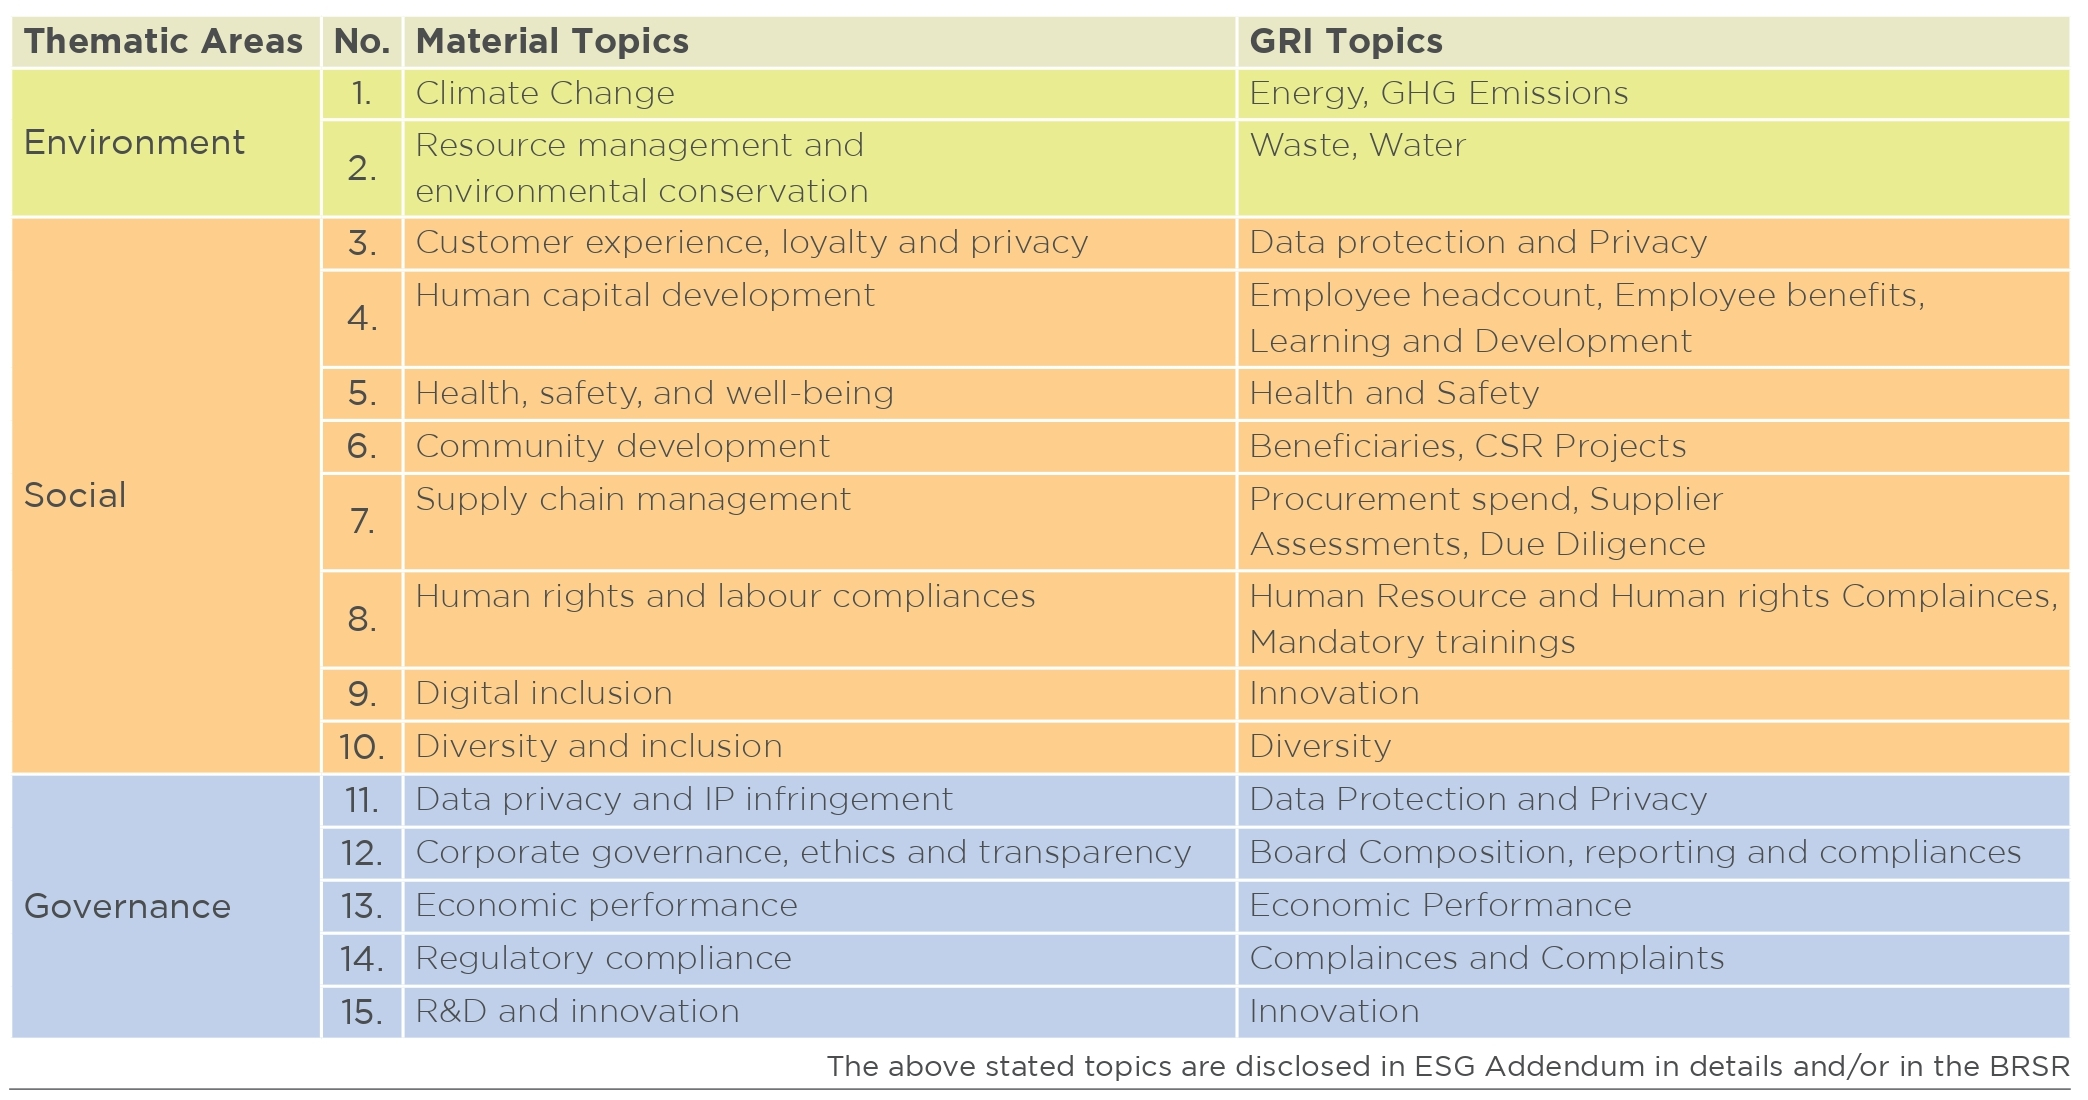 Thematic Areas No. Material Topics GRI Topics
Environment
1. Climate Change Energy, GHG Emissions
2. Resource management and Waste, Water
environmental conservation
Social
3. Customer experience, loyalty and privacy Data protection and Privacy
4. Human capital development Employee headcount, Employee benefits,
Learning and Development
5. Health, safety, and well-being Health and Safety
6. Community development Beneficiaries, CSR Projects
7. Supply chain management Procurement spend, Supplier
Assessments, Due Diligence
8. Human rights and labour compliances Human Resource and Human rights Complainces,
Mandatory trainings
9. Digital inclusion Innovation
10. Diversity and inclusion Diversity
Governance
11. Data privacy and IP infringement Data Protection and Privacy
12. Corporate governance, ethics and transparency Board Composition, reporting and compliances
13. Economic performance Economic Performance
14. Regulatory compliance Complainces and Complaints
15. R&D and innovation Innovation
The above stated topics are disclosed in ESG Addendum in details and/or in the BRSR